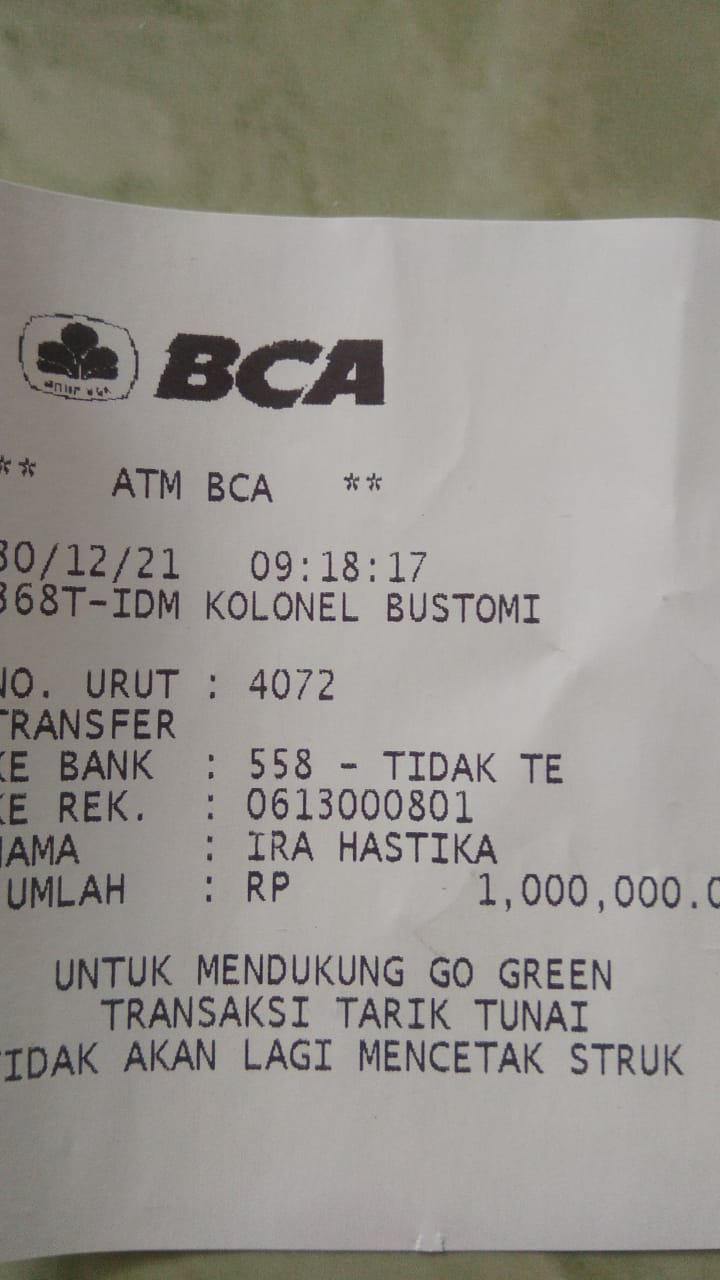 BCA
** ATM BCA **
30/12/21 09:18:17
368T-IDM KOLONEL BUSTOMI
NO. URUT : 4072
TRANSFER
KE BANK : 558 - TIDAK TE
KE REK. : 0613000801
NAMA : IRA HASTIKA
JUMLAH : RP 1,000,000.0
UNTUK MENDUKUNG GO GREEN
TRANSAKSI TARIK TUNAI
TIDAK AKAN LAGI MENCETAK STRUK